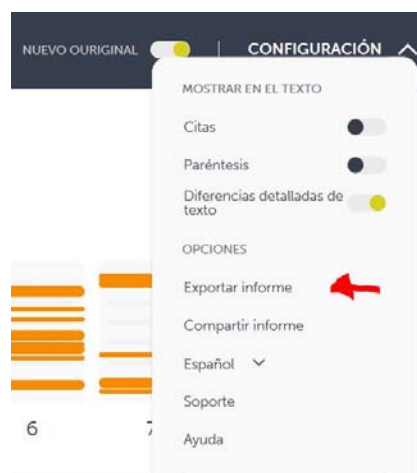 NUEVO OURIGINAL
CONFIGURACIÓN
MOSTRAR EN EL TEXTO
Citas
Paréntesis
Diferencias detalladas de
texto
OPCIONES
Exportar informe
Compartir informe
Español
Soporte
Ayuda
6
7